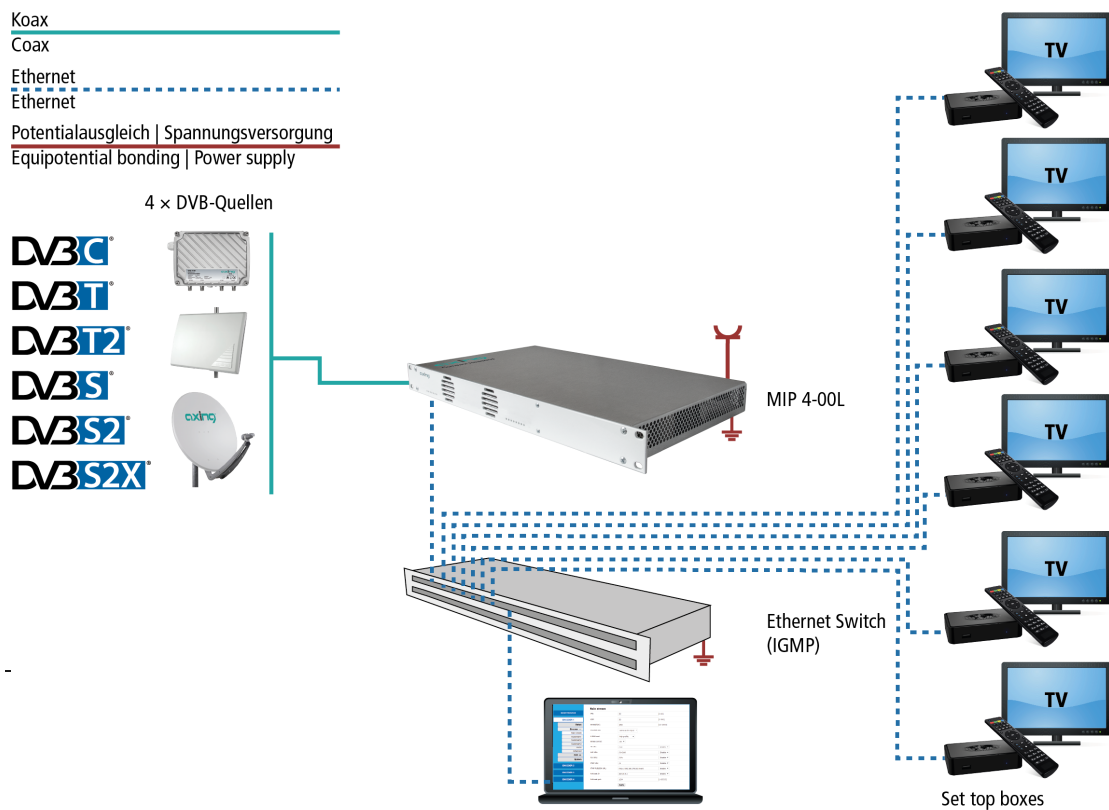 Koax
Coax
Ethernet
Ethernet
Potentialausgleich | Spannungsversorgung
Equipotential bonding | Power supply
4 × DVB-Quellen
DVB C®
DVB T®
DVB T2®
DVB S®
DVB S2®
DVB S2X®
axing
axing
MIP 4-00L
Ethernet Switch
(IGMP)
TV
TV
TV
TV
TV
TV
Set top boxes
-